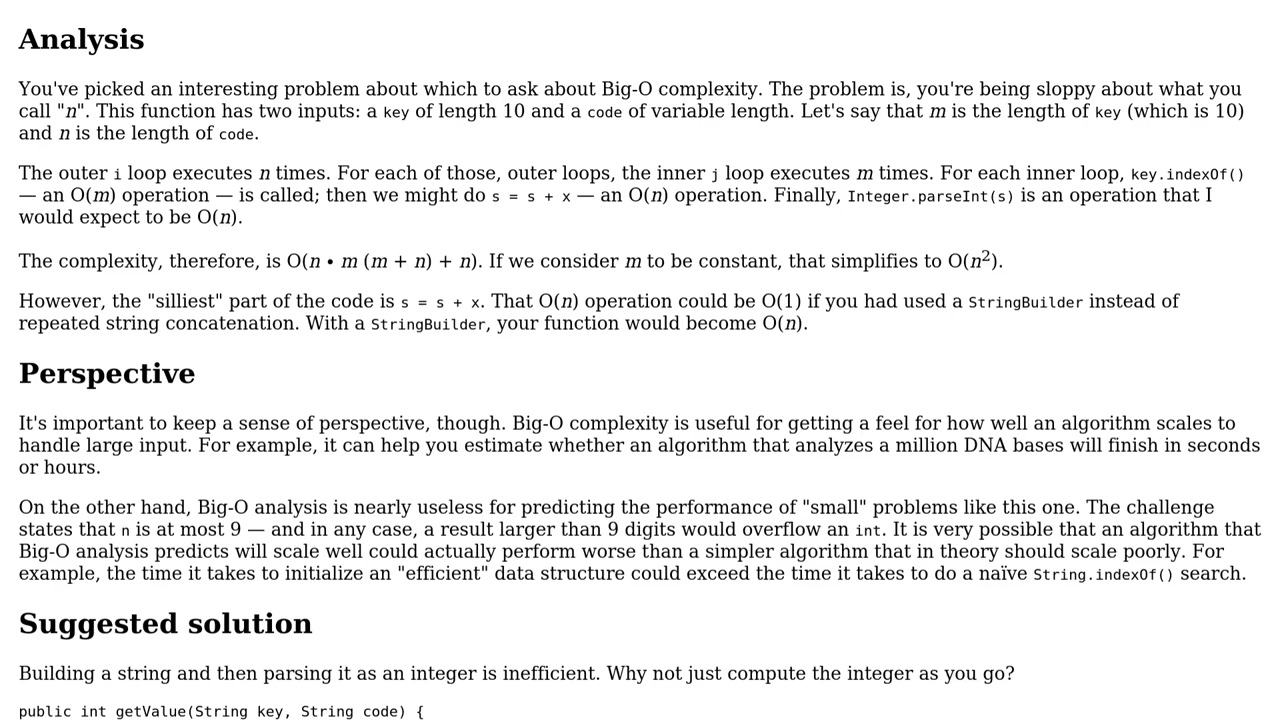 Analysis
You've picked an interesting problem about which to ask about Big-O complexity. The problem is, you're being sloppy about what you
call "n". This function has two inputs: a key of length 10 and a code of variable length. Let's say that m is the length of key (which is 10)
and n is the length of code.
The outer i loop executes n times. For each of those, outer loops, the inner j loop executes m times. For each inner loop, key.indexOf()
— an O(m) operation — is called; then we might do s = s + x — an O(n) operation. Finally, Integer.parseInt(s) is an operation that I
would expect to be O(n).
The complexity, therefore, is O(n • m (m + n) + n). If we consider m to be constant, that simplifies to O(n²).
However, the "silliest" part of the code is s = s + x. That O(n) operation could be O(1) if you had used a StringBuilder instead of
repeated string concatenation. With a StringBuilder, your function would become O(n).
Perspective
It's important to keep a sense of perspective, though. Big-O complexity is useful for getting a feel for how well an algorithm scales to
handle large input. For example, it can help you estimate whether an algorithm that analyzes a million DNA bases will finish in seconds
or hours.
On the other hand, Big-O analysis is nearly useless for predicting the performance of "small" problems like this one. The challenge
states that n is at most 9 — and in any case, a result larger than 9 digits would overflow an int. It is very possible that an algorithm that
Big-O analysis predicts will scale well could actually perform worse than a simpler algorithm that in theory should scale poorly. For
example, the time it takes to initialize an "efficient" data structure could exceed the time it takes to do a naïve String.indexOf() search.
Suggested solution
Building a string and then parsing it as an integer is inefficient. Why not just compute the integer as you go?
public int getValue(String key, String code) {